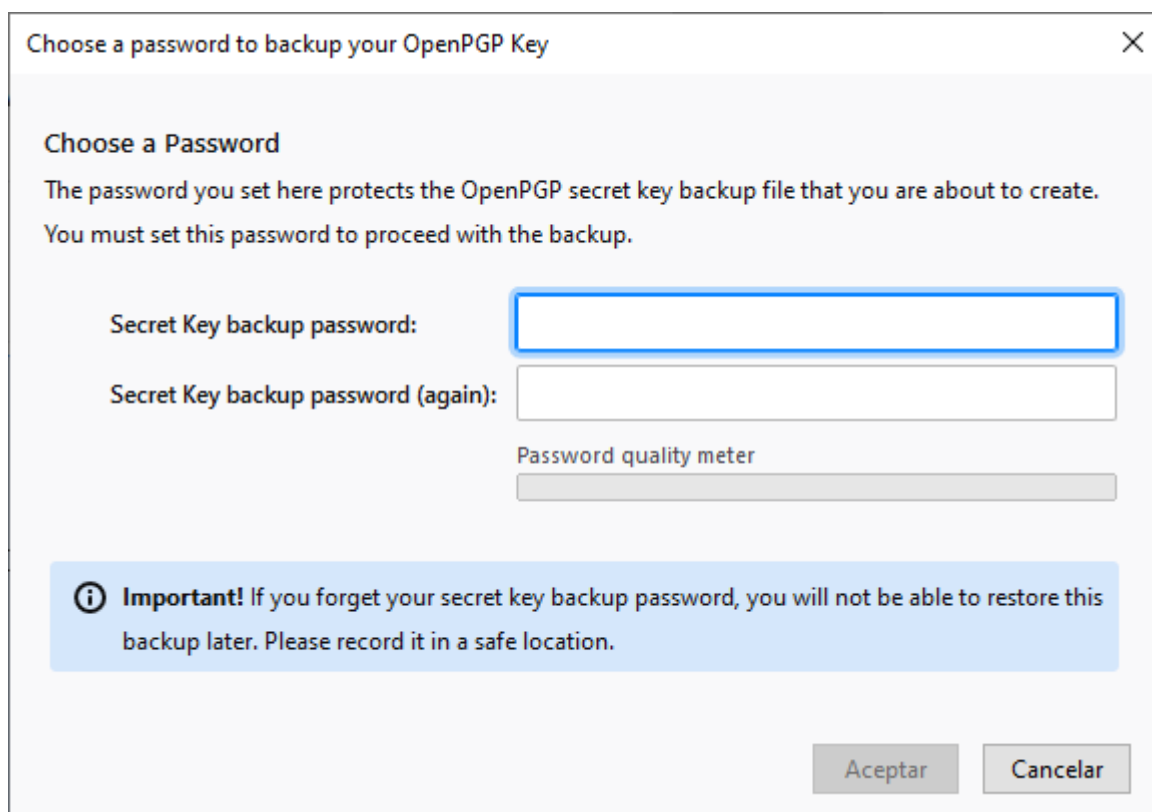 Choose a password to backup your OpenPGP Key
Choose a Password
The password you set here protects the OpenPGP secret key backup file that you are about to create.
You must set this password to proceed with the backup.
Secret Key backup password:
Secret Key backup password (again):
Password quality meter
Important! If you forget your secret key backup password, you will not be able to restore this
backup later. Please record it in a safe location.
Aceptar
Cancelar